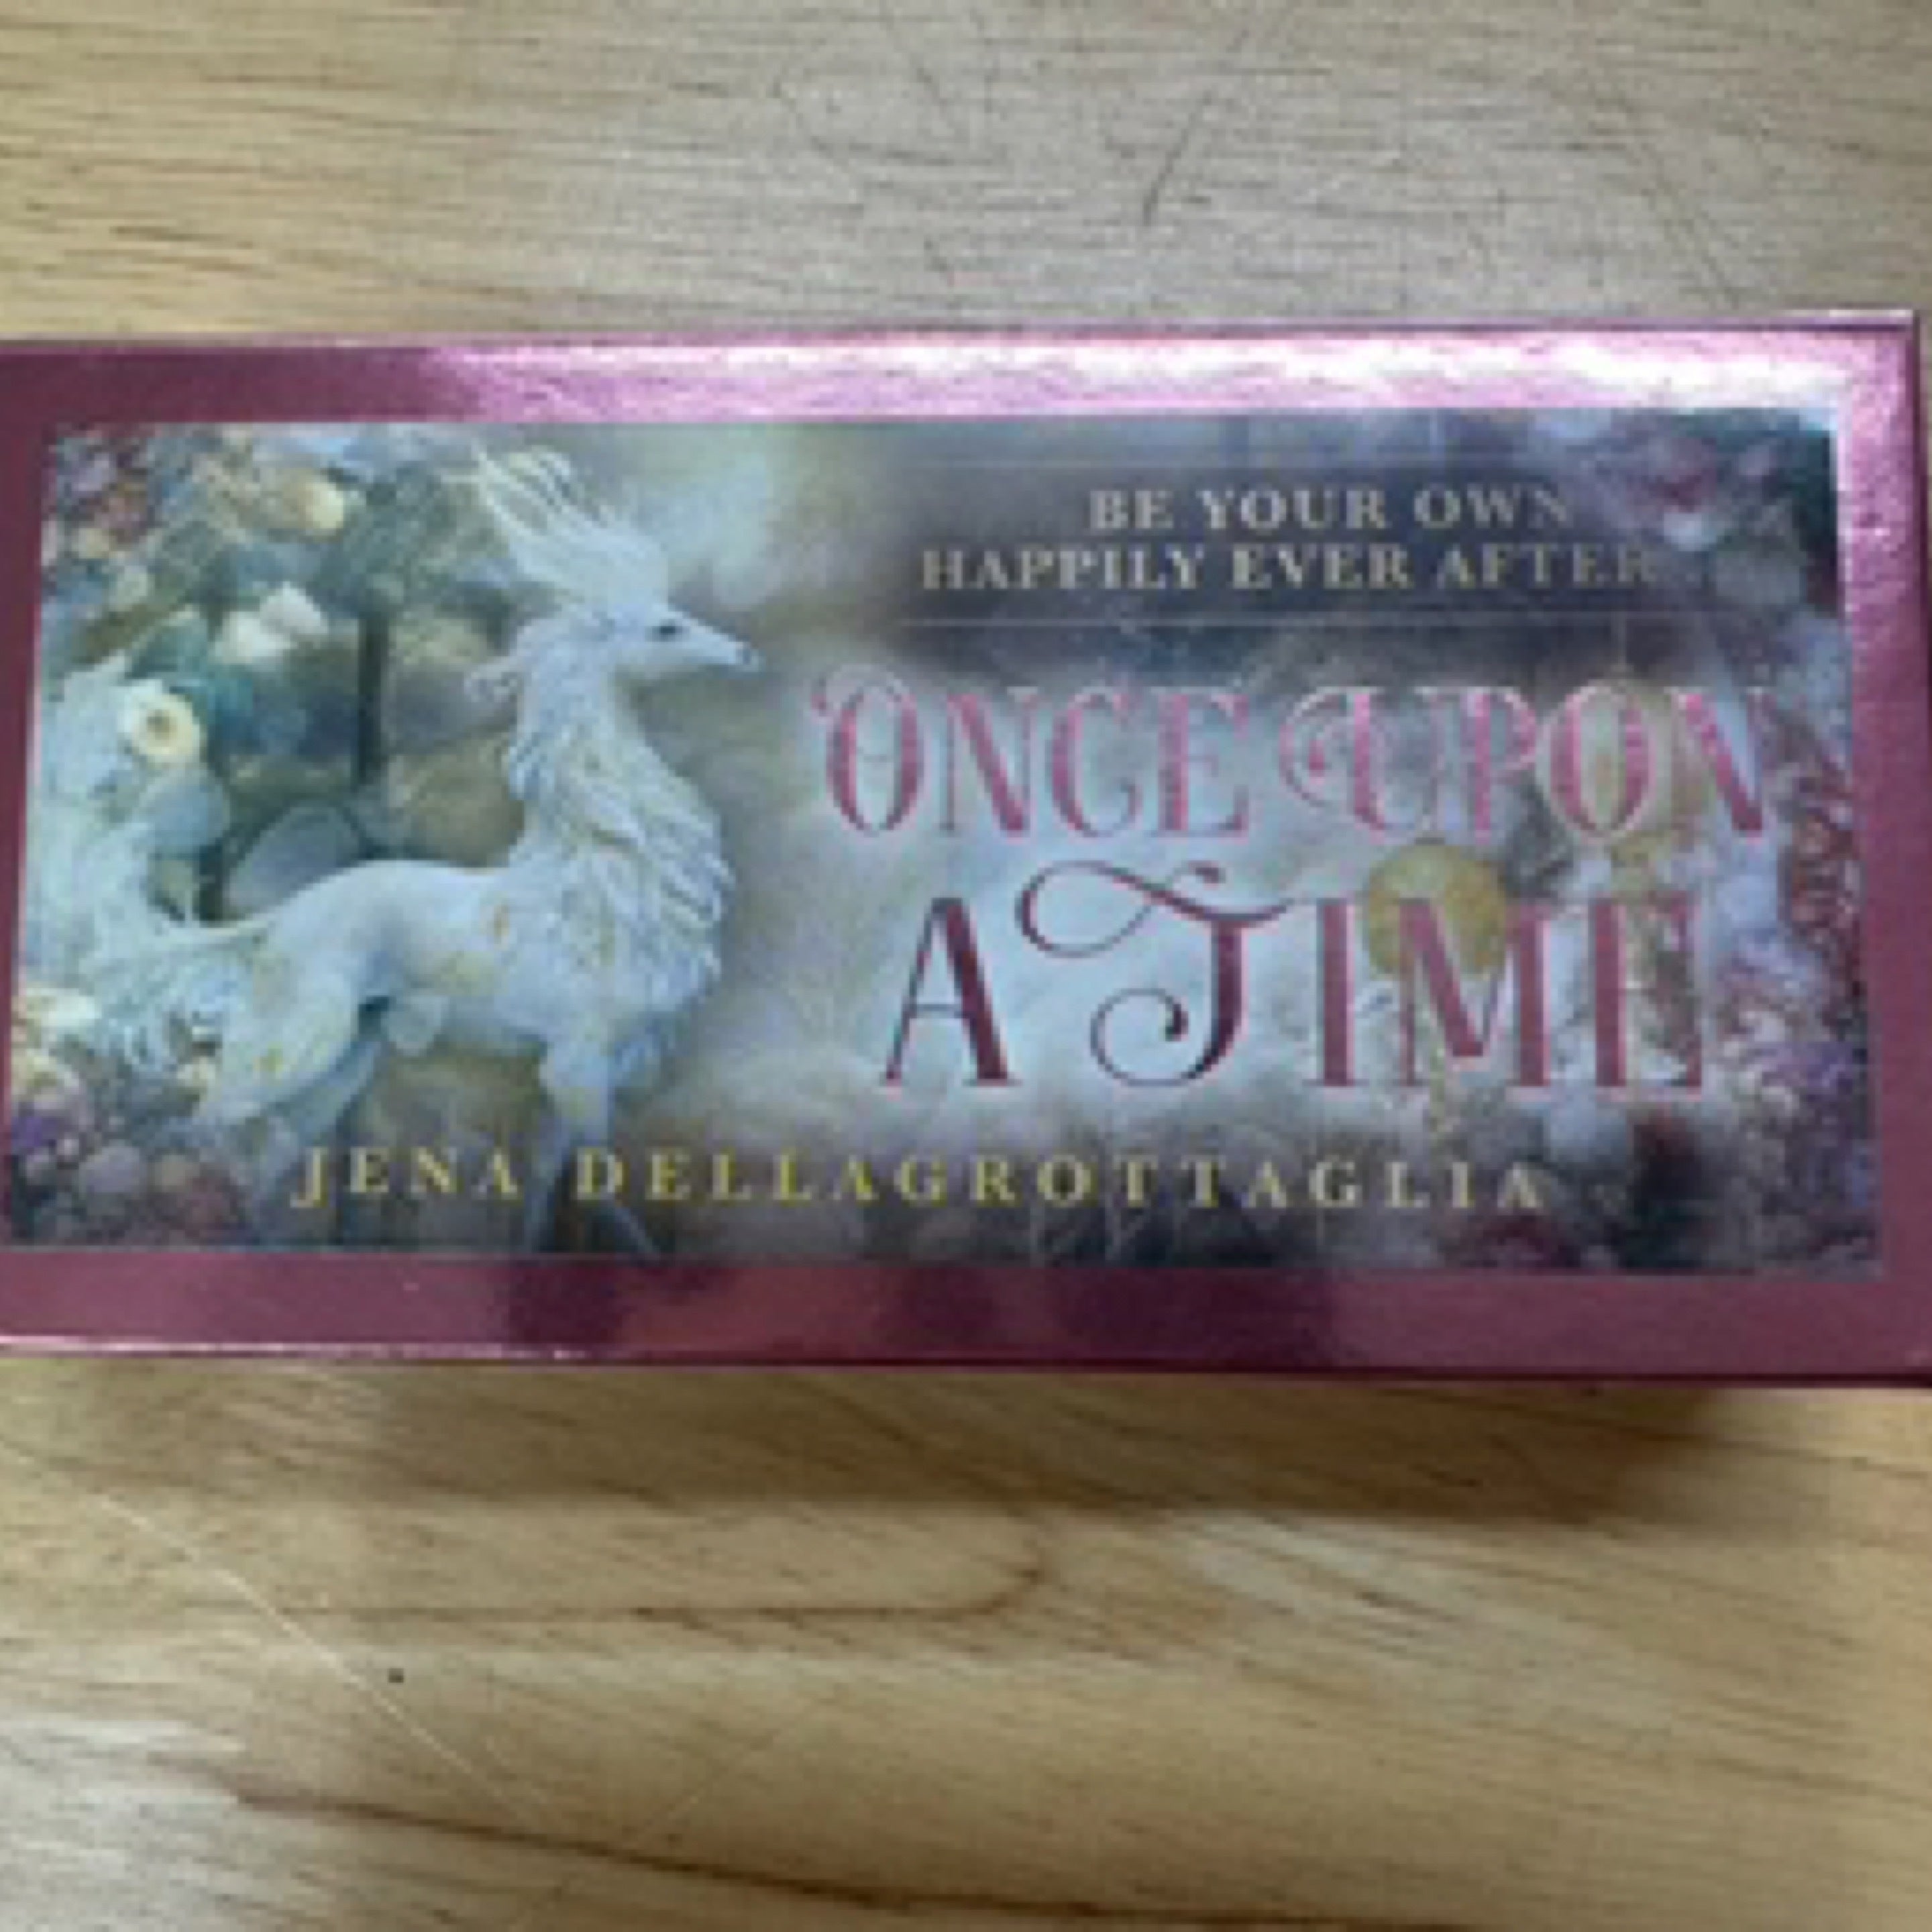 BE YOUR OWN
HAPPILY EVER AFTER
ONCE UPON
A TIME
JENA DELLAGROTTAGLIA